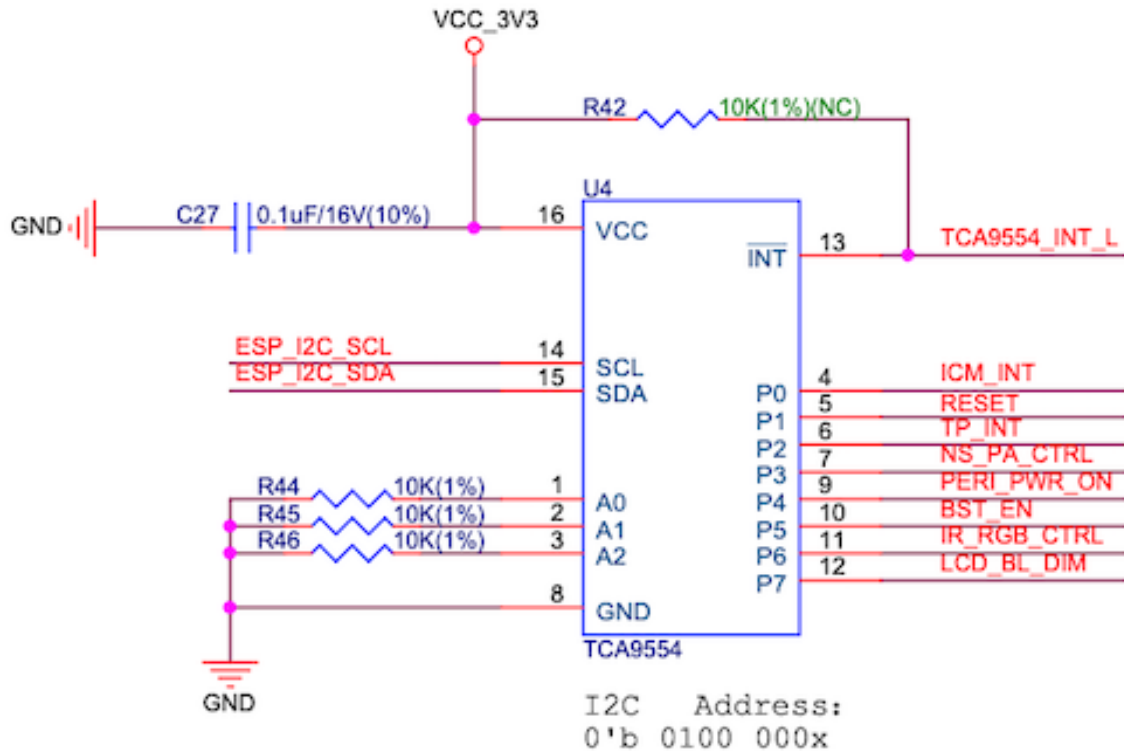 VCC_3V3
R42 10K(1%)(NC)
U4
GND C27 0.1uF/16V(10%) 16 VCC
INT 13 TCA9554_INT_L
ESP_I2C_SCL 14 SCL
ESP_I2C_SDA 15 SDA
P0 4 ICM_INT
P1 5 RESET
P2 6 TP_INT
P3 7 NS_PA_CTRL
P4 9 PERI_PWR_ON
P5 10 BST_EN
P6 11 IR_RGB_CTRL
P7 12 LCD_BL_DIM
R44 10K(1%) 1 A0
R45 10K(1%) 2 A1
R46 10K(1%) 3 A2
8 GND
TCA9554
GND
I2C Address:
0'b 0100 000x